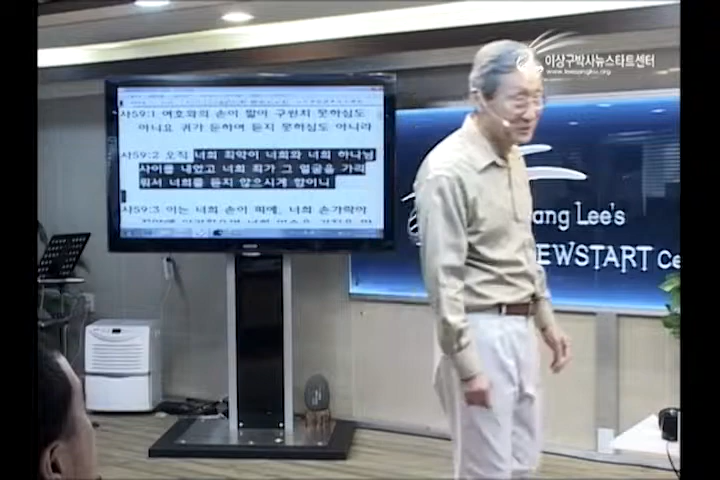 이상구박사뉴스타트센터
www.leesangku.org
사59:1 여호와의 손이 짧아 구원치 못하심도
아니요 귀가 둔하여 듣지 못하심도 아니라
사59:2 오직 너희 죄악이 너희와 너희 하나님
사이를 내었고 너희 죄가 그 얼굴을 가리
워서 너희를 듣지 않으시게 함이니
사59:3 이는 너희 손이 피에, 너희 손가락이
ang Lee's
EWSTART Ce